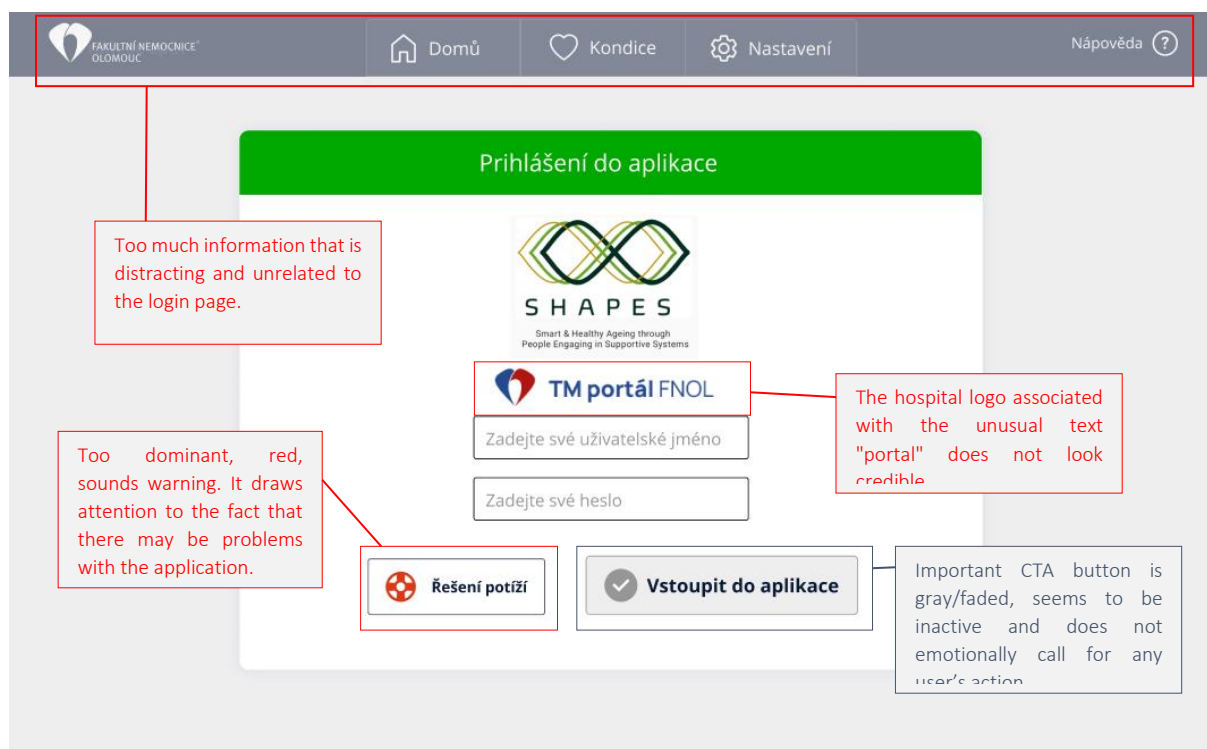 FAKULTNÍ NEMOCNICE®
OLOMOUC
Domů
Kondice
Nastavení
Nápověda ?
Prihlášení do aplikace
Too much information that is
distracting and unrelated to
the login page.
SHAPES
Smart & Healthy Ageing through
People Engaging in Supportive Systems
TM portál FNOL
The hospital logo associated
with the unusual text
"portal" does not look
credible
Zadejte své uživatelské jméno
Too dominant, red,
sounds warning. It draws
attention to the fact that
there may be problems
with the application.
Zadejte své heslo
Řešení potíží
Vstoupit do aplikace
Important CTA button is
gray/faded, seems to be
inactive and does not
emotionally call for any
user's action